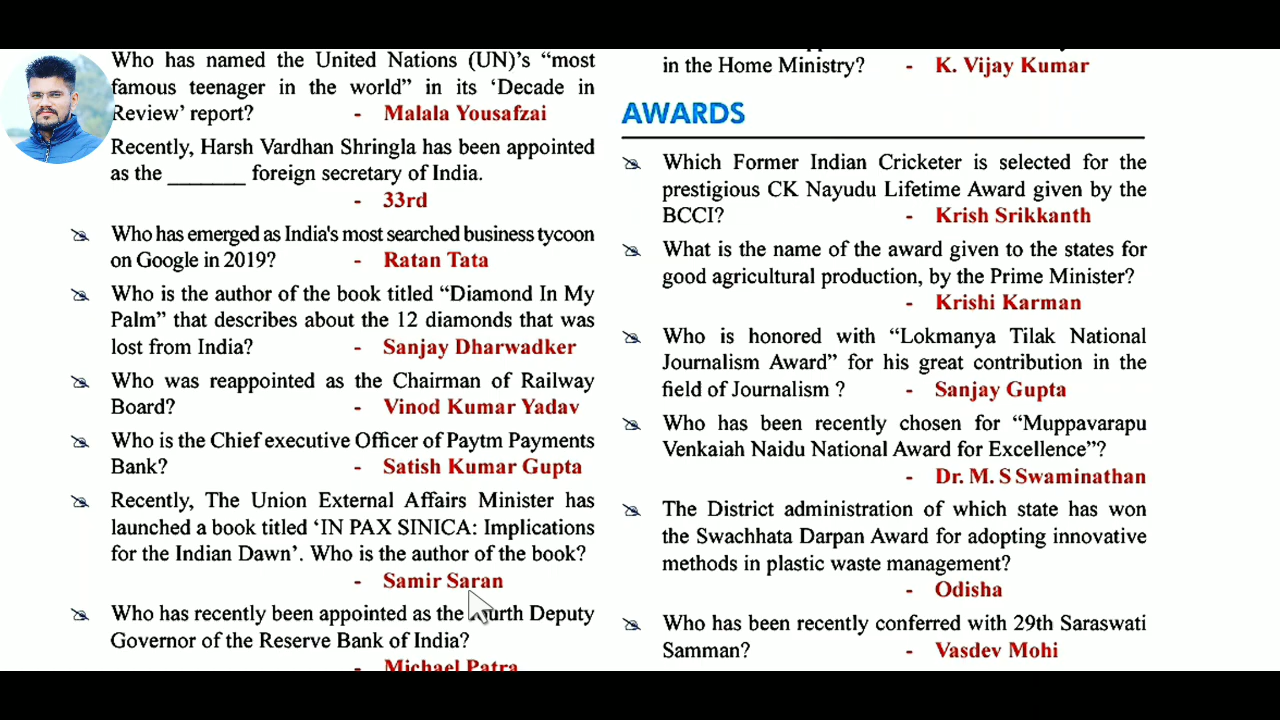 Who has named the United Nations (UN)'s “most
famous teenager in the world” in its ‘Decade in
Review’ report? - Malala Yousafzai
Recently, Harsh Vardhan Shringla has been appointed
as the _______ foreign secretary of India.
- 33rd
Who has emerged as India's most searched business tycoon
on Google in 2019? - Ratan Tata
Who is the author of the book titled “Diamond In My
Palm” that describes about the 12 diamonds that was
lost from India? - Sanjay Dharwadker
Who was reappointed as the Chairman of Railway
Board? - Vinod Kumar Yadav
Who is the Chief executive Officer of Paytm Payments
Bank? - Satish Kumar Gupta
Recently, The Union External Affairs Minister has
launched a book titled ‘IN PAX SINICA: Implications
for the Indian Dawn’. Who is the author of the book?
- Samir Saran
Who has recently been appointed as the Fourth Deputy
Governor of the Reserve Bank of India?
- Michael Patra
in the Home Ministry? - K. Vijay Kumar
AWARDS
Which Former Indian Cricketer is selected for the
prestigious CK Nayudu Lifetime Award given by the
BCCI? - Krish Srikkanth
What is the name of the award given to the states for
good agricultural production, by the Prime Minister?
- Krishi Karman
Who is honored with “Lokmanya Tilak National
Journalism Award” for his great contribution in the
field of Journalism ? - Sanjay Gupta
Who has been recently chosen for “Muppavarapu
Venkaiah Naidu National Award for Excellence”?
- Dr. M. S Swaminathan
The District administration of which state has won
the Swachhata Darpan Award for adopting innovative
methods in plastic waste management?
- Odisha
Who has been recently conferred with 29th Saraswati
Samman? - Vasdev Mohi